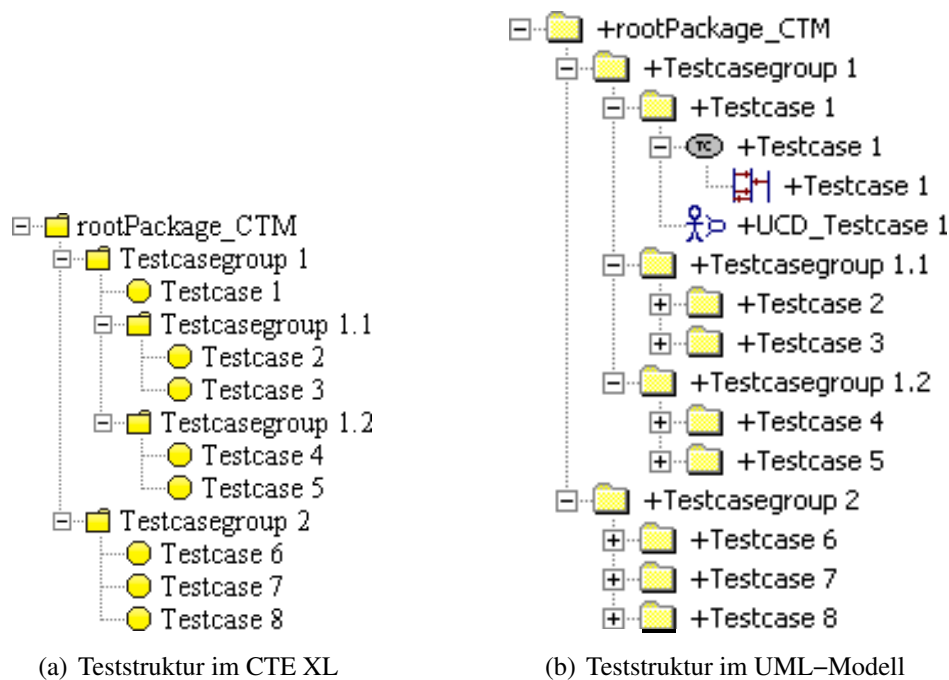 rootPackage_CTM
Testcasegroup 1
Testcase 1
Testcasegroup 1.1
Testcase 2
Testcase 3
Testcasegroup 1.2
Testcase 4
Testcase 5
Testcasegroup 2
Testcase 6
Testcase 7
Testcase 8
(a) Teststruktur im CTE XL
+rootPackage_CTM
+Testcasegroup 1
+Testcase 1
TC +Testcase 1
+Testcase 1
+UCD_Testcase 1
+Testcasegroup 1.1
+Testcase 2
+Testcase 3
+Testcasegroup 1.2
+Testcase 4
+Testcase 5
+Testcasegroup 2
+Testcase 6
+Testcase 7
+Testcase 8
(b) Teststruktur im UML−Modell